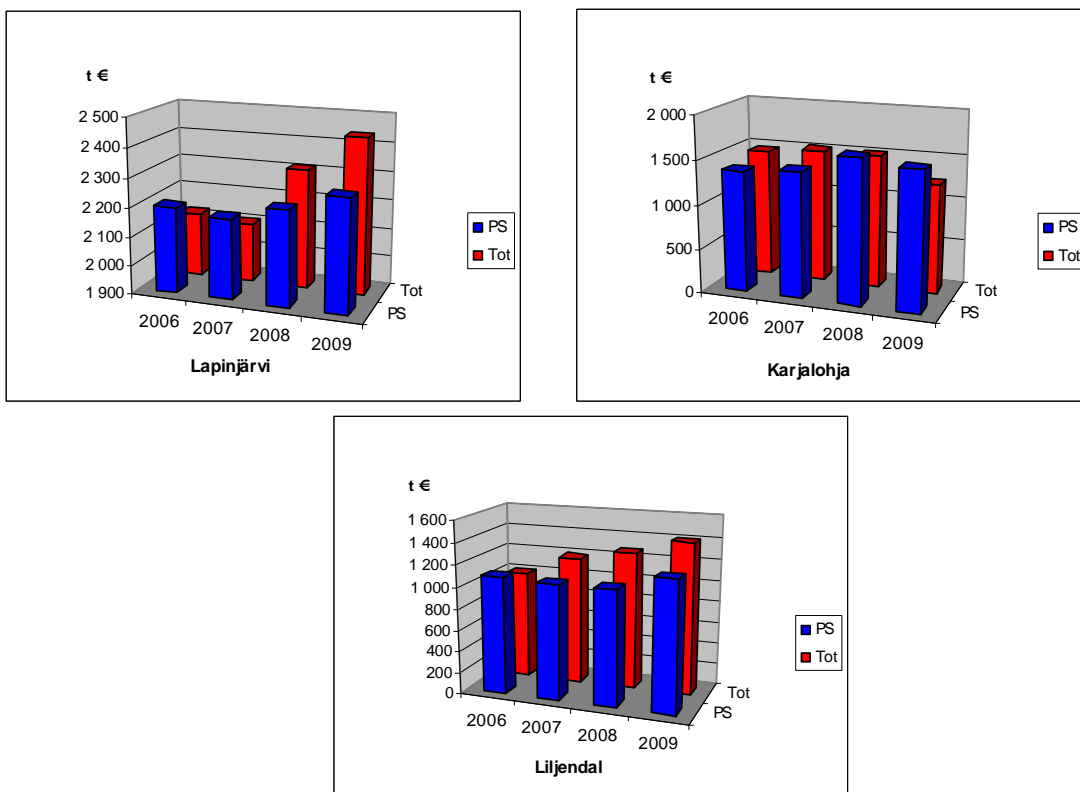 t €
2 500
2 400
2 300
2 200
2 100
2 000
1 900
2006
2007
2008
2009
Tot
PS
Lapinjärvi
PS
Tot
t €
2 000
1 500
1 000
500
0
2006
2007
2008
2009
Tot
PS
Karjalohja
PS
Tot
t €
1 600
1 400
1 200
1 000
800
600
400
200
0
2006
2007
2008
2009
Tot
PS
Liljendal
PS
Tot